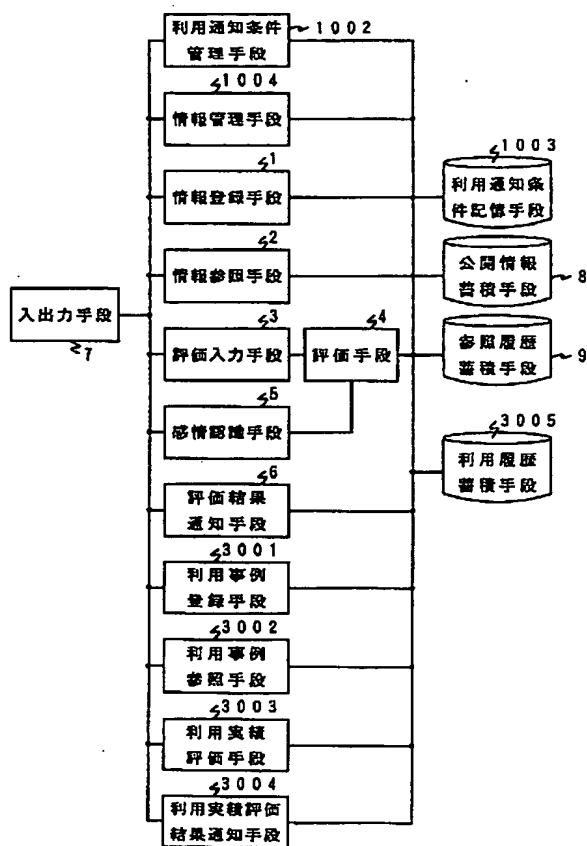 利用通知条件
管理手段
1002
1004
情報管理手段
1
情報登録手段
1003
利用通知条
件記憶手段
2
情報参照手段
公開情報
蓄積手段
8
入出力手段
7
3
評価入力手段
4
評価手段
参照履歴
蓄積手段
9
5
感情認識手段
3005
利用履歴
蓄積手段
6
評価結果
通知手段
3001
利用事例
登録手段
3002
利用事例
参照手段
3003
利用実績
評価手段
3004
利用実績評価
結果通知手段